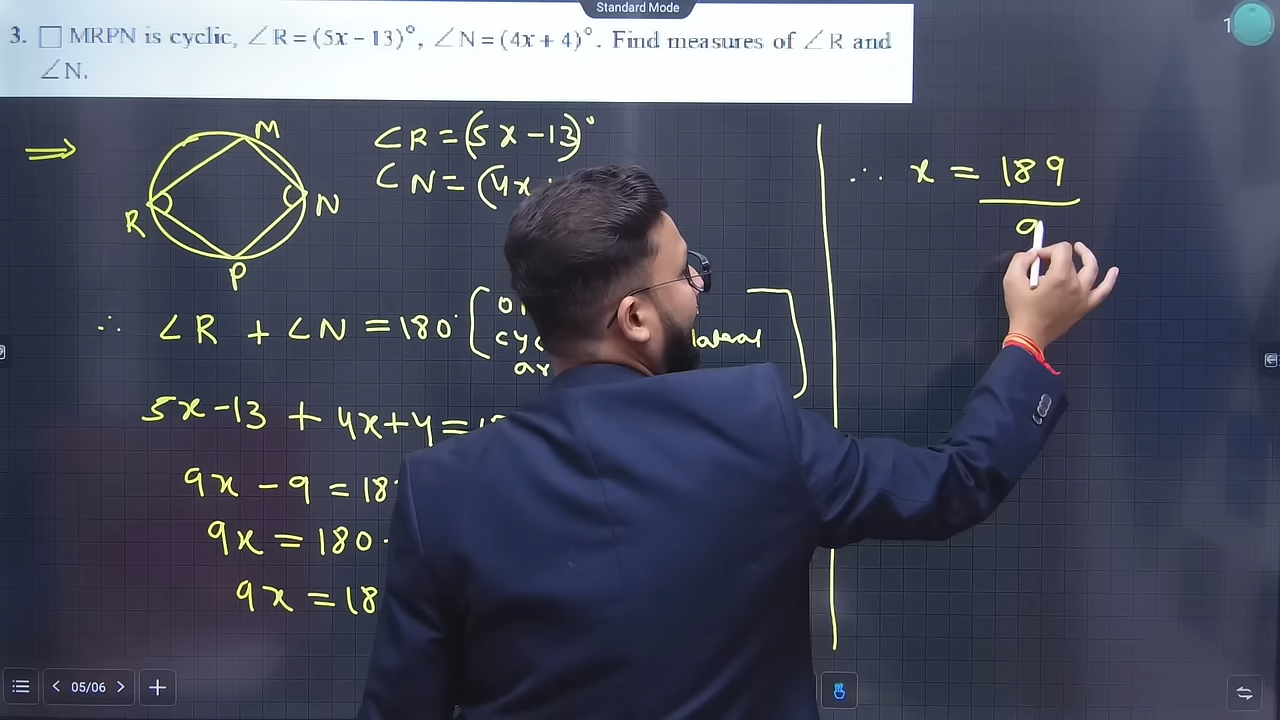 Standard Mode
3. □ MRPN is cyclic, ∠R = (5x − 13)°, ∠N = (4x + 4)°. Find measures of ∠R and
∠N.
1
M
R
N
P
∠R = (5x − 13)°
∠N = (4x
∴ ∠R + ∠N = 180°
5x − 13 + 4x + 4 =
9x − 9 = 18
9x = 180
9x = 18
∴ x = 189
9
05/06